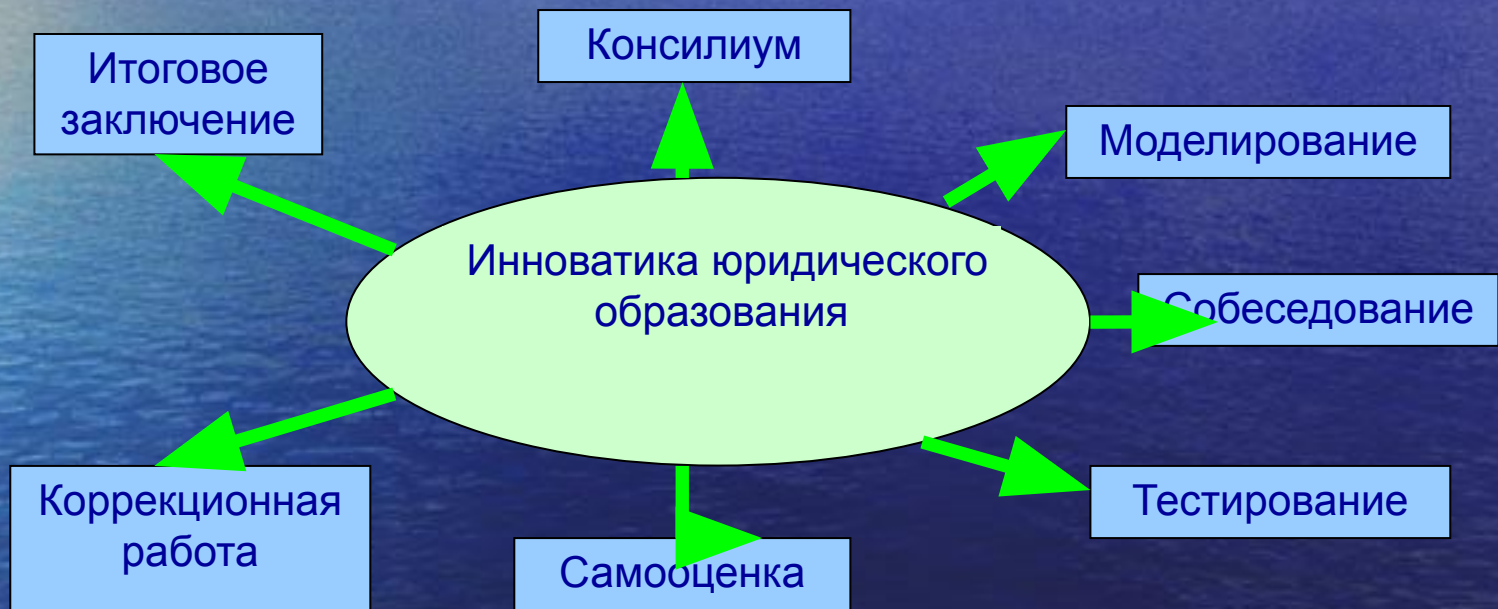 Консилиум
Итоговое
заключение
Моделирование
Инноватика юридического
образования
Собеседование
Тестирование
Коррекционная
работа
Самооценка